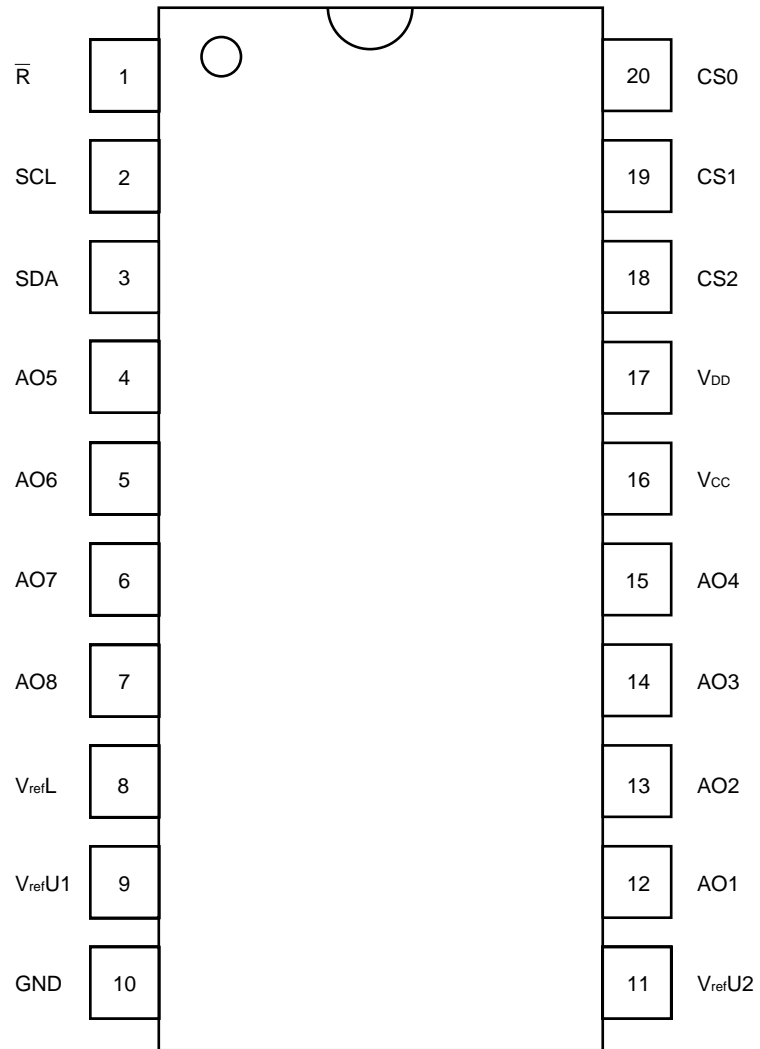 R̅ 1 20 CS0
SCL 2 19 CS1
SDA 3 18 CS2
AO5 4 17 VDD
AO6 5 16 VCC
AO7 6 15 AO4
AO8 7 14 AO3
VrefL 8 13 AO2
VrefU1 9 12 AO1
GND 10 11 VrefU2